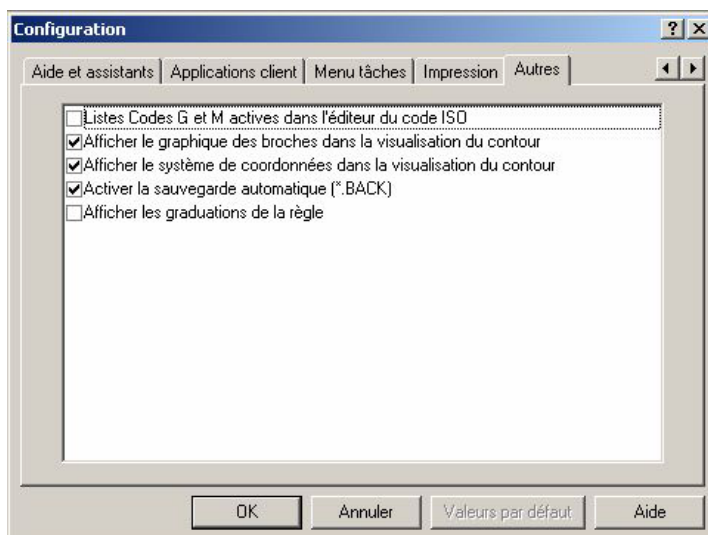 Configuration
Aide et assistants Applications client Menu tâches Impression Autres
Listes Codes G et M actives dans l'éditeur du code ISO
Afficher le graphique des broches dans la visualisation du contour
Afficher le système de coordonnées dans la visualisation du contour
Activer la sauvegarde automatique (*.BACK)
Afficher les graduations de la règle
OK Annuler Valeurs par défaut Aide